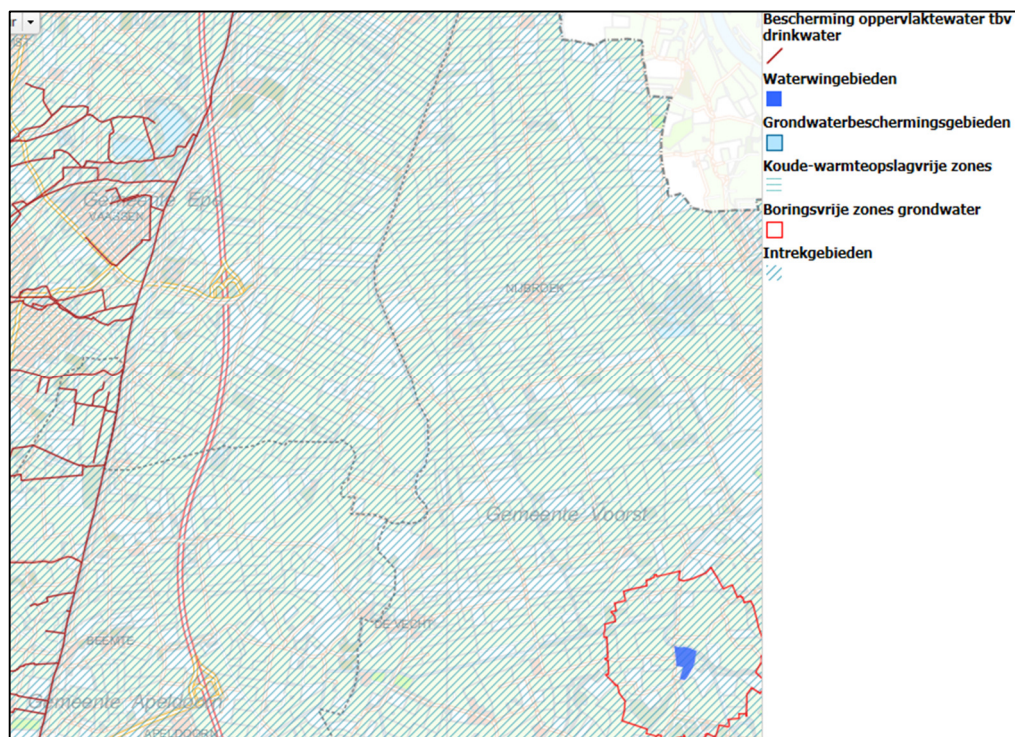 Bescherming oppervlaktewater tbv
drinkwater
Waterwingebieden
Grondwaterbeschermingsgebieden
Koude-warmteopslagvrije zones
Boringsvrije zones grondwater
Intrekgebieden
Gemeente Epe
VAASSEN
NIJBROEK
Gemeente Voorst
DE VECHT
BEEMTE
Gemeente Apeldoorn
APELDOORN